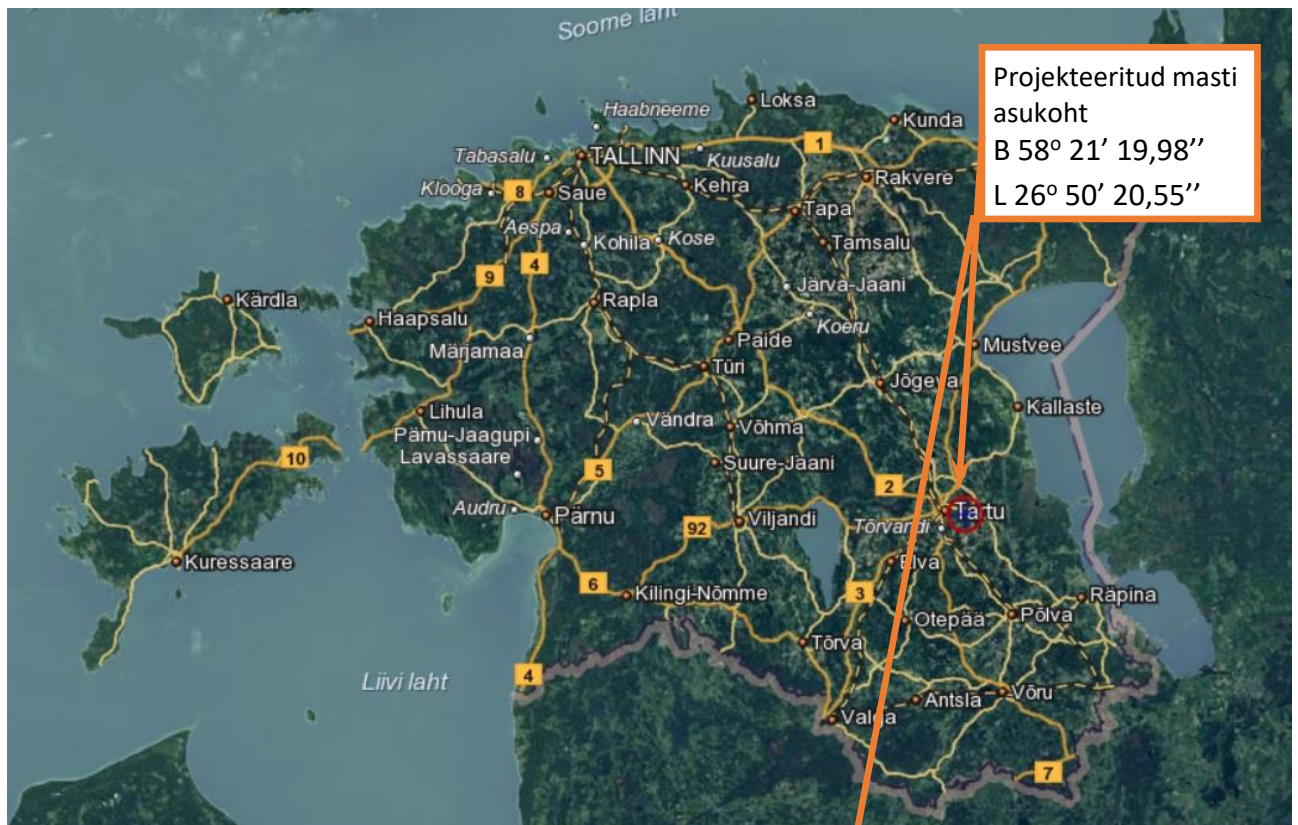 Soome laht
Projekteeritud masti
asukoht
B 58° 21’ 19,98’’
L 26° 50’ 20,55’’
Loksa
Haabneeme
Kunda
Tabasalu
TALLINN
1
Kuusalu
Klooga
8
Saue
Kehra
Rakvere
Tapa
Aespa
Kohila
Kose
Tamsalu
9
4
Järva-Jaani
Kärdla
Haapsalu
Rapla
Koeru
Märjamaa
Paide
Mustvee
Türi
Jõgeva
Lihula
Vändra
Võhma
Kallaste
Pärnu-Jaagupi
Lavassaare
10
5
Suure-Jaani
2
Audru
Pärnu
92
Viljandi
Tartu
Tõrvandi
Kuressaare
Elva
6
Kilingi-Nõmme
3
Räpina
Otepää
Põlva
Tõrva
4
Liivi laht
Antsla
Võru
Valga
7